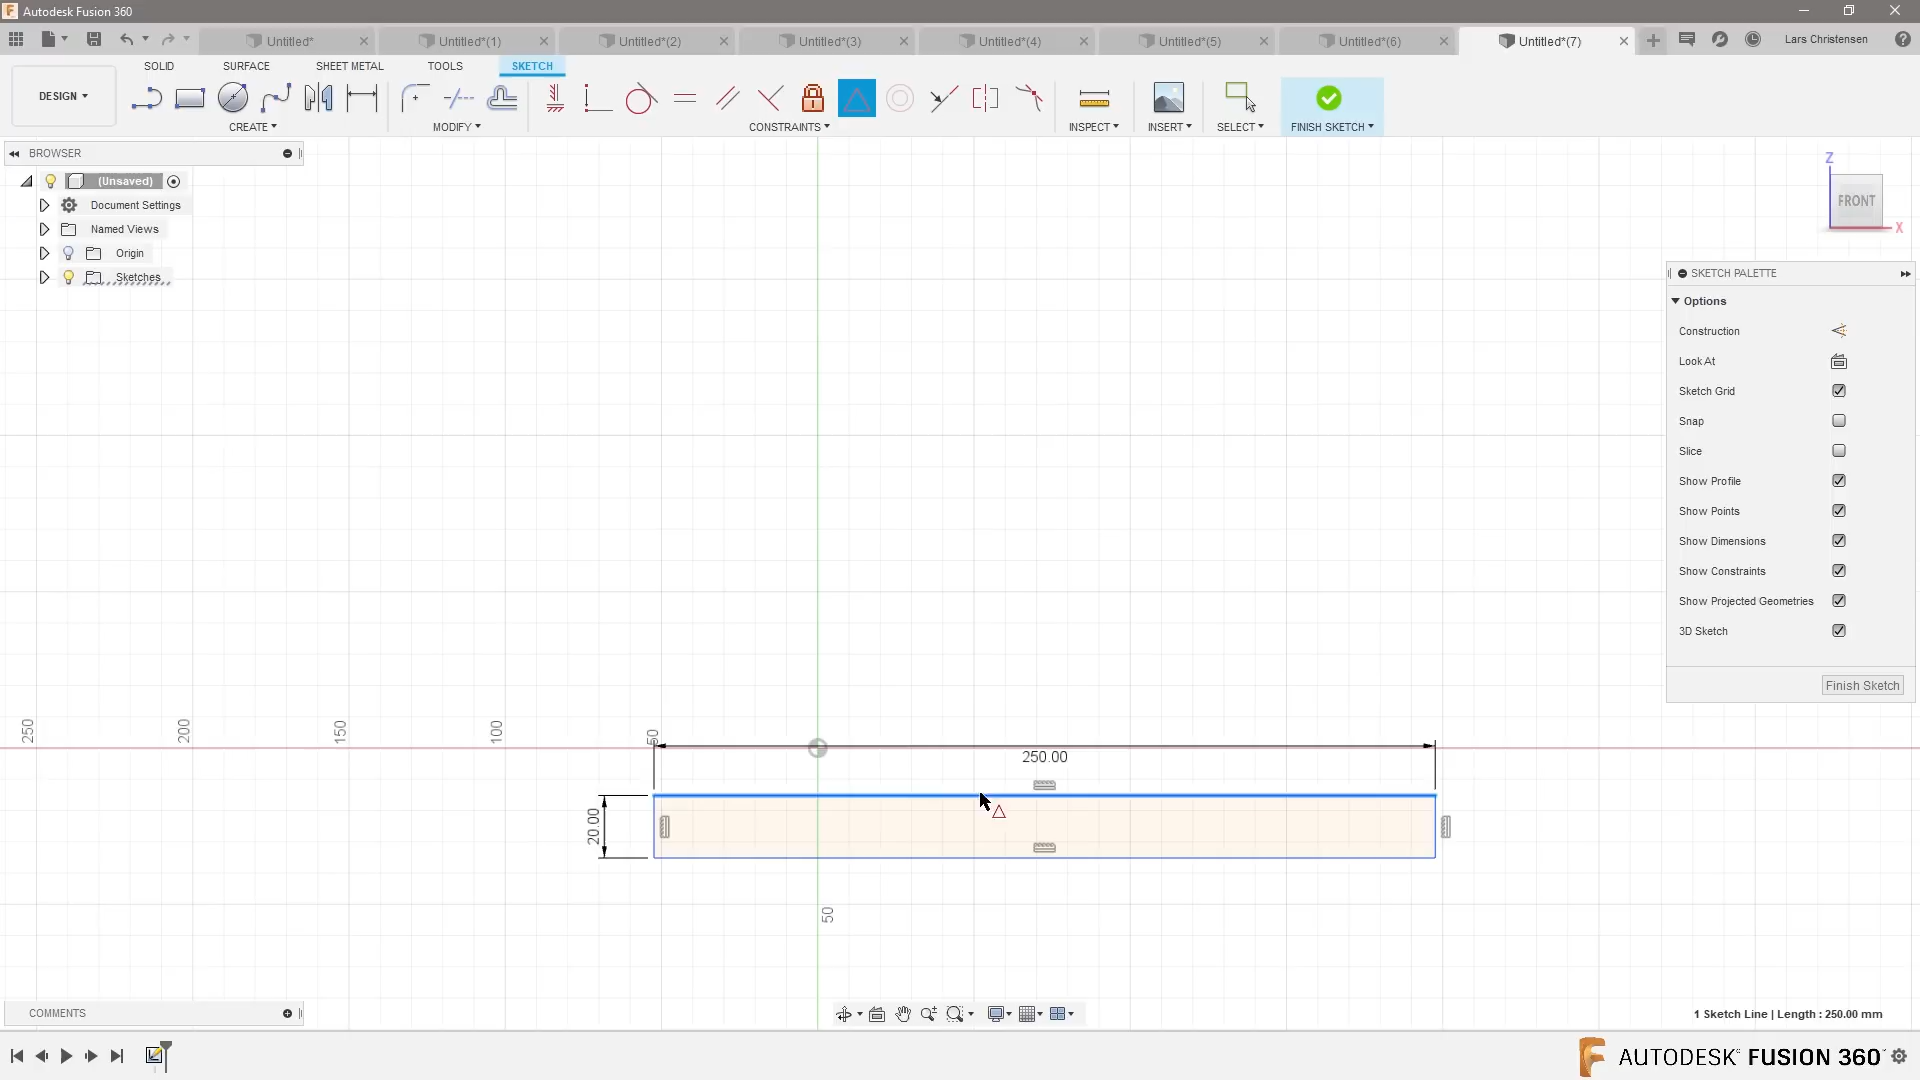 Autodesk Fusion 360
Untitled*
Untitled*(1)
Untitled*(2)
Untitled*(3)
Untitled*(4)
Untitled*(5)
Untitled*(6)
Untitled*(7)
Lars Christensen
SOLID
SURFACE
SHEET METAL
TOOLS
SKETCH
DESIGN
CREATE
MODIFY
CONSTRAINTS
INSPECT
INSERT
SELECT
FINISH SKETCH
BROWSER
(Unsaved)
Document Settings
Named Views
Origin
Sketches
Z
FRONT
X
SKETCH PALETTE
Options
Construction
Look At
Sketch Grid
Snap
Slice
Show Profile
Show Points
Show Dimensions
Show Constraints
Show Projected Geometries
3D Sketch
Finish Sketch
250
200
150
100
50
250.00
20.00
50
COMMENTS
1 Sketch Line | Length : 250.00 mm
AUTODESK FUSION 360